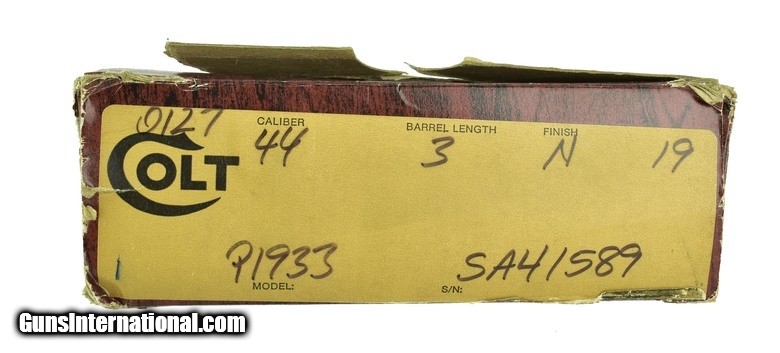 0127
COLT
CALIBER BARREL LENGTH FINISH
44 3 N 19
P1933 SA41589
MODEL: S/N:
GunsInternational.com